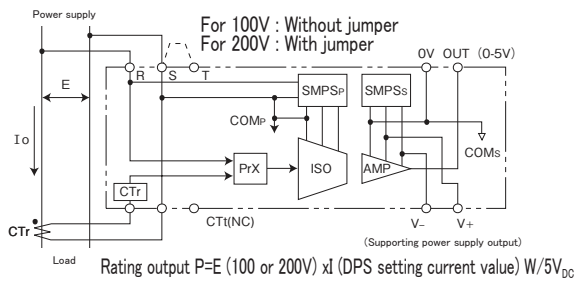 Power supply
For 100V : Without jumper
For 200V : With jumper
0V OUT (0-5V)
R S T
E
SMPSP SMPSS
COMP
Io
COMS
PrX ISO AMP
CTr
CTt(NC)
CTr
V- V+
(Supporting power supply output)
Load
Rating output P=E (100 or 200V) xI (DPS setting current value) W/5VDC